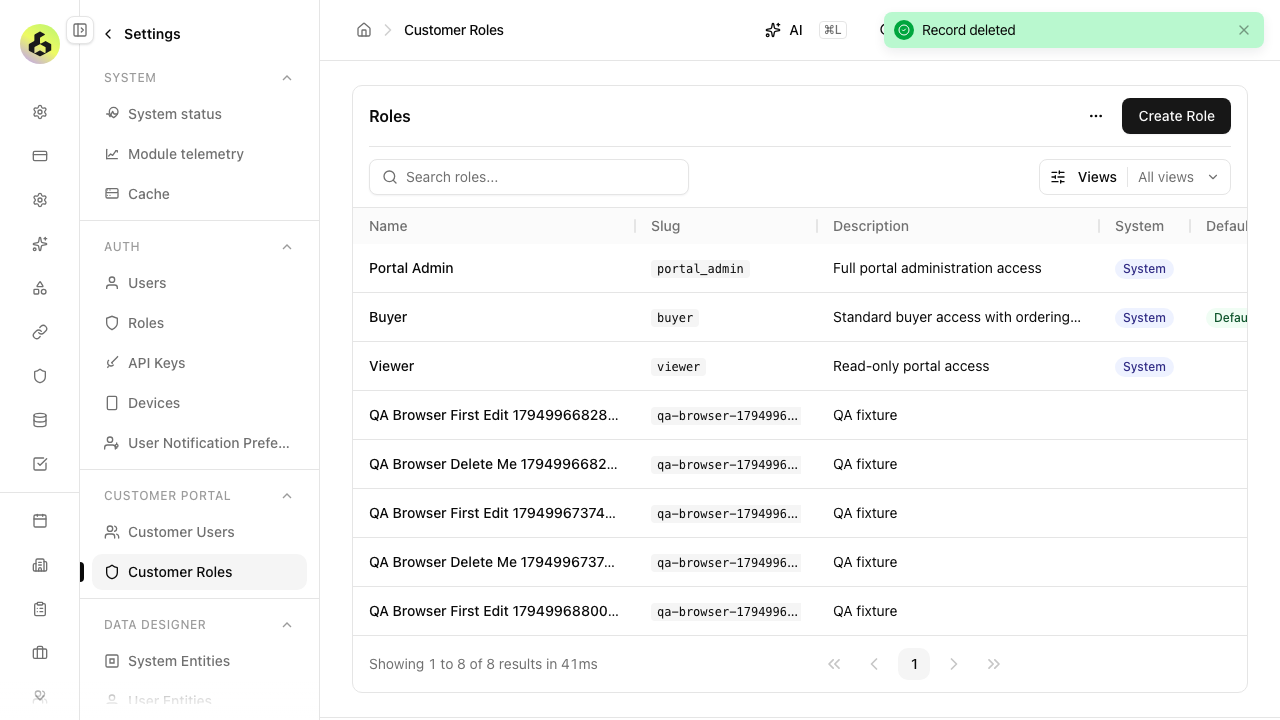 Settings
Customer Roles
AI
⌘L
Record deleted
SYSTEM
System status
Module telemetry
Cache
AUTH
Users
Roles
API Keys
Devices
User Notification Prefe...
CUSTOMER PORTAL
Customer Users
Customer Roles
DATA DESIGNER
System Entities
User Entities
Roles
Create Role
Search roles...
Views
All views
Name Slug Description System Defaul
Portal Admin portal_admin Full portal administration access System
Buyer buyer Standard buyer access with ordering... System Defau
Viewer viewer Read-only portal access System
QA Browser First Edit 17949966828... qa-browser-1794996... QA fixture
QA Browser Delete Me 1794996682... qa-browser-1794996... QA fixture
QA Browser First Edit 17949967374... qa-browser-1794996... QA fixture
QA Browser Delete Me 1794996737... qa-browser-1794996... QA fixture
QA Browser First Edit 17949968800... qa-browser-1794996... QA fixture
Showing 1 to 8 of 8 results in 41ms
1